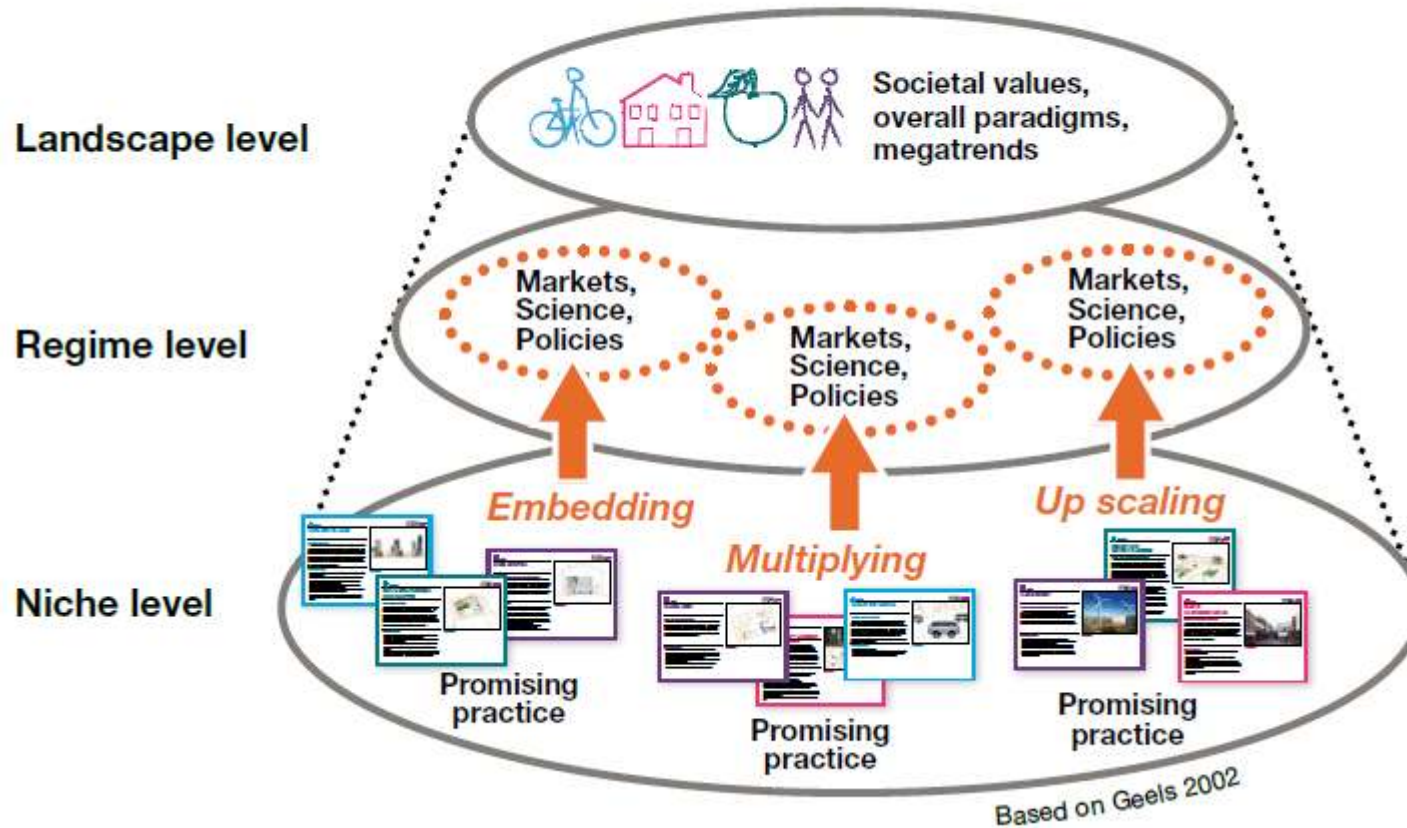 Landscape level
Societal values,
overall paradigms,
megatrends
Regime level
Markets,
Science,
Policies
Markets,
Science,
Policies
Markets,
Science,
Policies
Embedding
Multiplying
Up scaling
Niche level
Promising
practice
Promising
practice
Promising
practice
Based on Geels 2002